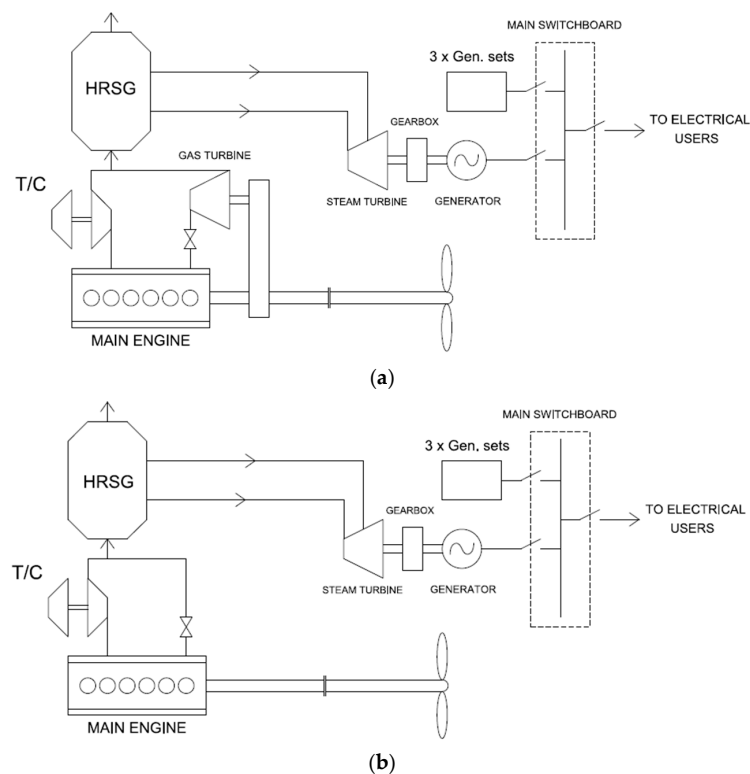 MAIN SWITCHBOARD
3 x Gen. sets
HRSG
TO ELECTRICAL
USERS
GEARBOX
GAS TURBINE
T/C
STEAM TURBINE
GENERATOR
MAIN ENGINE
(a)
MAIN SWITCHBOARD
3 x Gen, sets
HRSG
TO ELECTRICAL
USERS
GEARBOX
T/C
STEAM TURBINE
GENERATOR
MAIN ENGINE
(b)